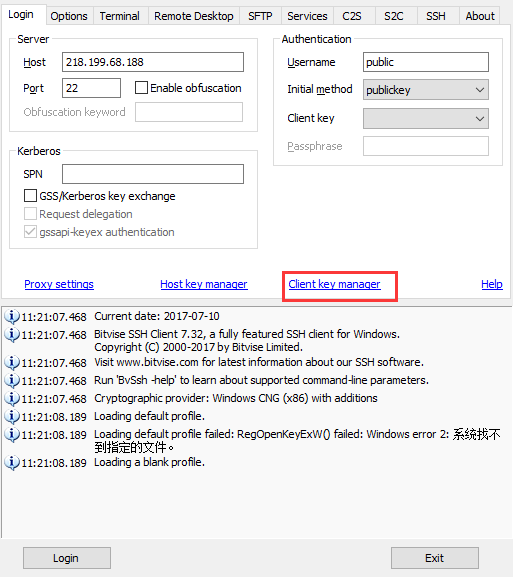 Login Options Terminal Remote Desktop SFTP Services C2S S2C SSH About
Server
Host 218.199.68.188
Port 22 Enable obfuscation
Obfuscation keyword
Kerberos
SPN
GSS/Kerberos key exchange
Request delegation
gssapi-keyex authentication
Authentication
Username public
Initial method publickey
Client key
Passphrase
Proxy settings Host key manager Client key manager Help
11:21:07.468 Current date: 2017-07-10
11:21:07.468 Bitvise SSH Client 7.32, a fully featured SSH client for Windows.
Copyright (C) 2000-2017 by Bitvise Limited.
11:21:07.468 Visit www.bitvise.com for latest information about our SSH software.
11:21:07.468 Run 'BvSsh -help' to learn about supported command-line parameters.
11:21:07.468 Cryptographic provider: Windows CNG (x86) with additions
11:21:08.189 Loading default profile.
11:21:08.189 Loading default profile failed: RegOpenKeyExW() failed: Windows error 2: 系统找不
到指定的文件。
11:21:08.189 Loading a blank profile.
Login Exit